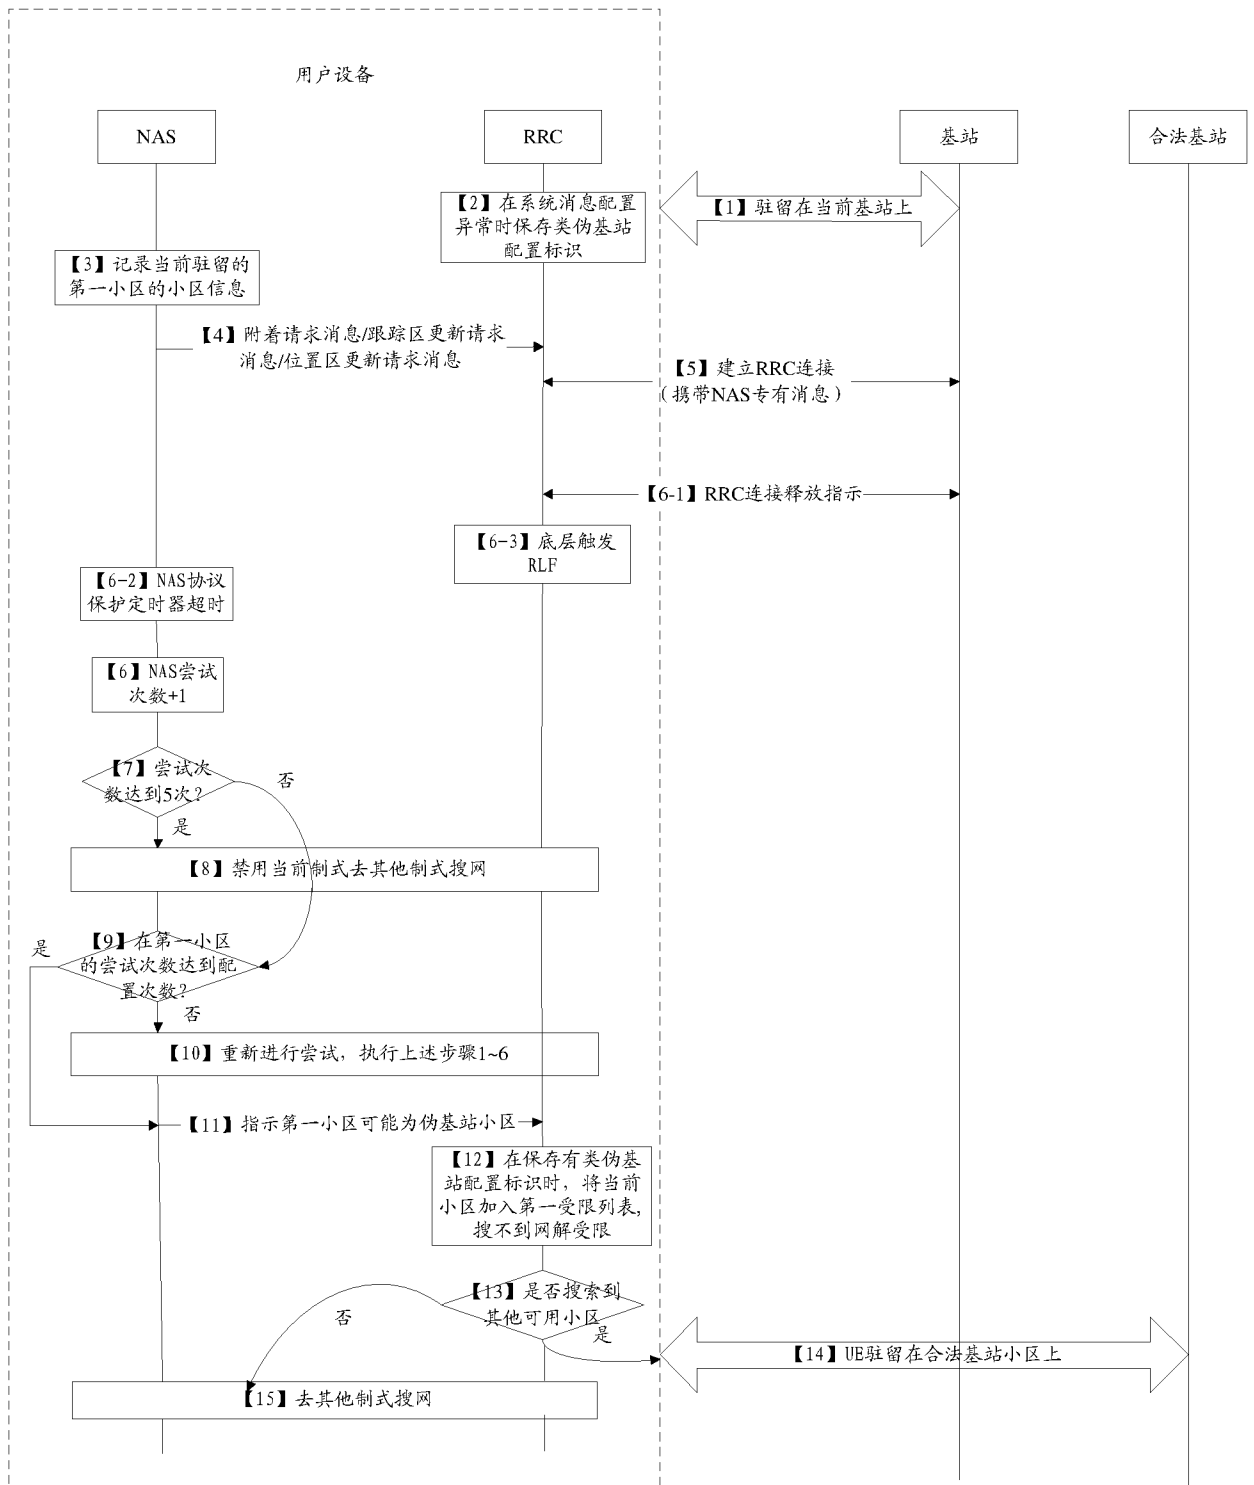 用户设备
NAS
RRC
基站
合法基站
【1】驻留在当前基站上
【2】在系统消息配置
异常时保存类伪基站
配置标识
【3】记录当前驻留的
第一小区的小区信息
【4】附着请求消息/跟踪区更新请求
消息/位置区更新请求消息
【5】建立RRC连接
（携带NAS专有消息）
【6-1】RRC连接释放指示
【6-3】底层触发
RLF
【6-2】NAS协议
保护定时器超时
【6】NAS尝试
次数+1
【7】尝试次
数达到5次?
否
是
【8】禁用当前制式去其他制式搜网
【9】在第一小区
的尝试次数达到配
置次数?
是
否
【10】重新进行尝试，执行上述步骤1~6
【11】指示第一小区可能为伪基站小区
【12】在保存有类伪基
站配置标识时，将当前
小区加入第一受限列表,
搜不到网解受限
【13】是否搜索到
其他可用小区
否
是
【14】UE驻留在合法基站小区上
【15】去其他制式搜网